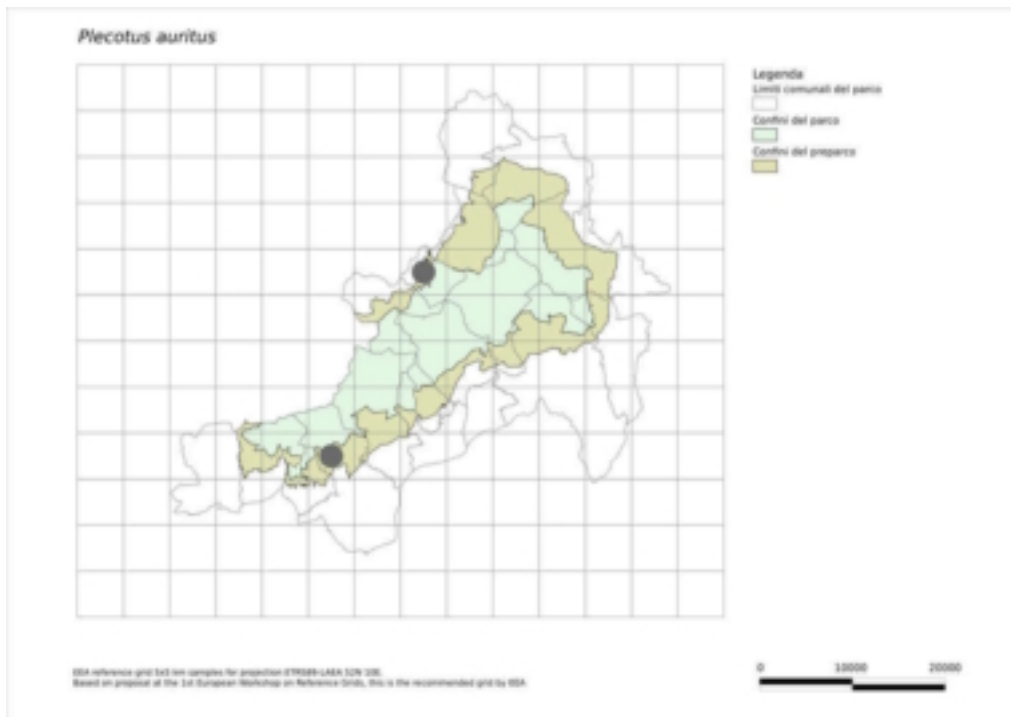 Plecotus auritus
Legenda
Limiti comunali del parco
Confini del parco
Confini del preparco
EEA reference grid 5x5 km samples for projection ETRS89-LAEA 52N 10E.
Based on proposal at the 1st European Workshop on Reference Grids, this is the recommended grid by EEA
0 10000 20000